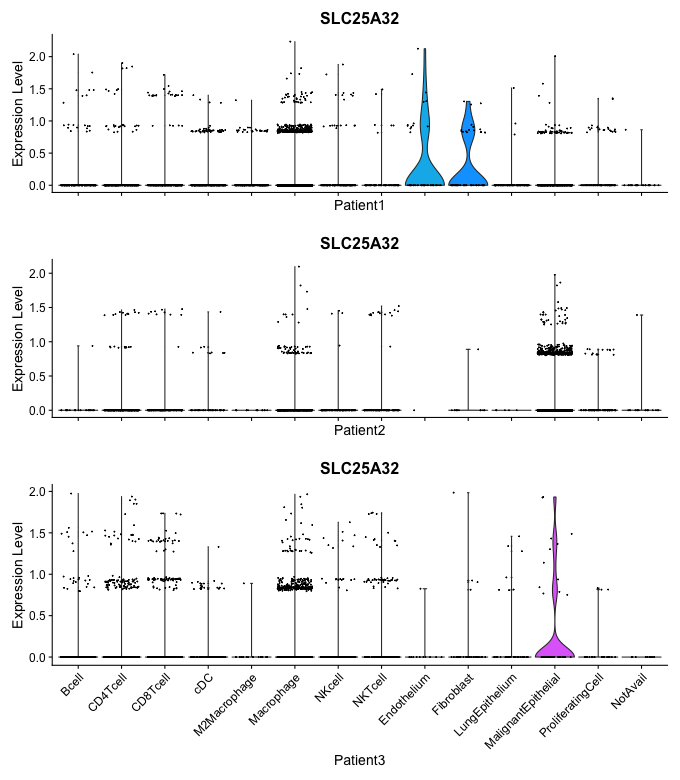 SLC25A32
Expression Level
2.0
1.5
1.0
0.5
0.0
Patient1
SLC25A32
Expression Level
2.0
1.5
1.0
0.5
0.0
Patient2
SLC25A32
Expression Level
2.0
1.5
1.0
0.5
0.0
Bcell
CD4Tcell
CD8Tcell
cDC
M2Macrophage
Macrophage
NKcell
NKTcell
Endothelium
Fibroblast
LungEpithelium
MalignantEpithelial
ProliferatingCell
NotAvail
Patient3